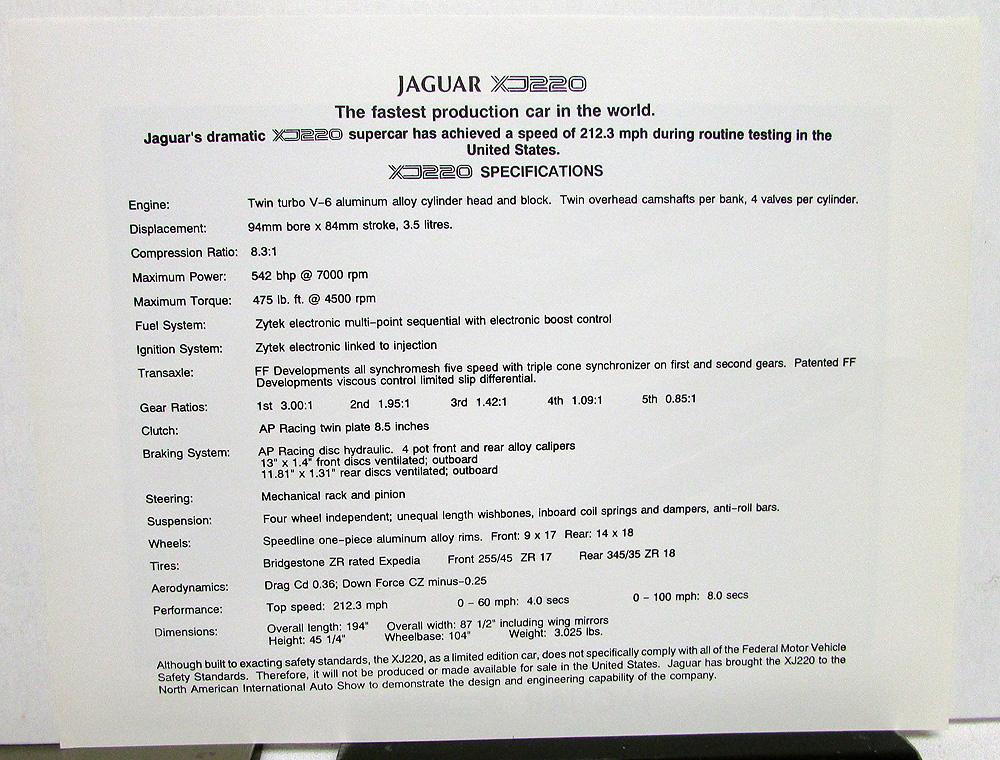 JAGUAR XJ220
The fastest production car in the world.
Jaguar's dramatic XJ220 supercar has achieved a speed of 212.3 mph during routine testing in the
United States.
XJ220 SPECIFICATIONS
Engine: Twin turbo V-6 aluminum alloy cylinder head and block. Twin overhead camshafts per bank, 4 valves per cylinder.
Displacement: 94mm bore x 84mm stroke, 3.5 litres.
Compression Ratio: 8.3:1
Maximum Power: 542 bhp @ 7000 rpm
Maximum Torque: 475 lb. ft. @ 4500 rpm
Fuel System: Zytek electronic multi-point sequential with electronic boost control
Ignition System: Zytek electronic linked to injection
Transaxle: FF Developments all synchromesh five speed with triple cone synchronizer on first and second gears. Patented FF
Developments viscous control limited slip differential.
Gear Ratios: 1st 3.00:1 2nd 1.95:1 3rd 1.42:1 4th 1.09:1 5th 0.85:1
Clutch: AP Racing twin plate 8.5 inches
Braking System: AP Racing disc hydraulic. 4 pot front and rear alloy calipers
13" x 1.4" front discs ventilated; outboard
11.81" x 1.31" rear discs ventilated; outboard
Steering: Mechanical rack and pinion
Suspension: Four wheel independent; unequal length wishbones, inboard coil springs and dampers, anti-roll bars.
Wheels: Speedline one-piece aluminum alloy rims. Front: 9 x 17 Rear: 14 x 18
Tires: Bridgestone ZR rated Expedia Front 255/45 ZR 17 Rear 345/35 ZR 18
Aerodynamics: Drag Cd 0.36; Down Force CZ minus-0.25
Performance: Top speed: 212.3 mph 0 - 60 mph: 4.0 secs 0 - 100 mph: 8.0 secs
Dimensions: Overall length: 194" Overall width: 87 1/2" including wing mirrors
Height: 45 1/4" Wheelbase: 104" Weight: 3.025 lbs.
Although built to exacting safety standards, the XJ220, as a limited edition car, does not specifically comply with all of the Federal Motor Vehicle
Safety Standards. Therefore, it will not be produced or made available for sale in the United States. Jaguar has brought the XJ220 to the
North American International Auto Show to demonstrate the design and engineering capability of the company.